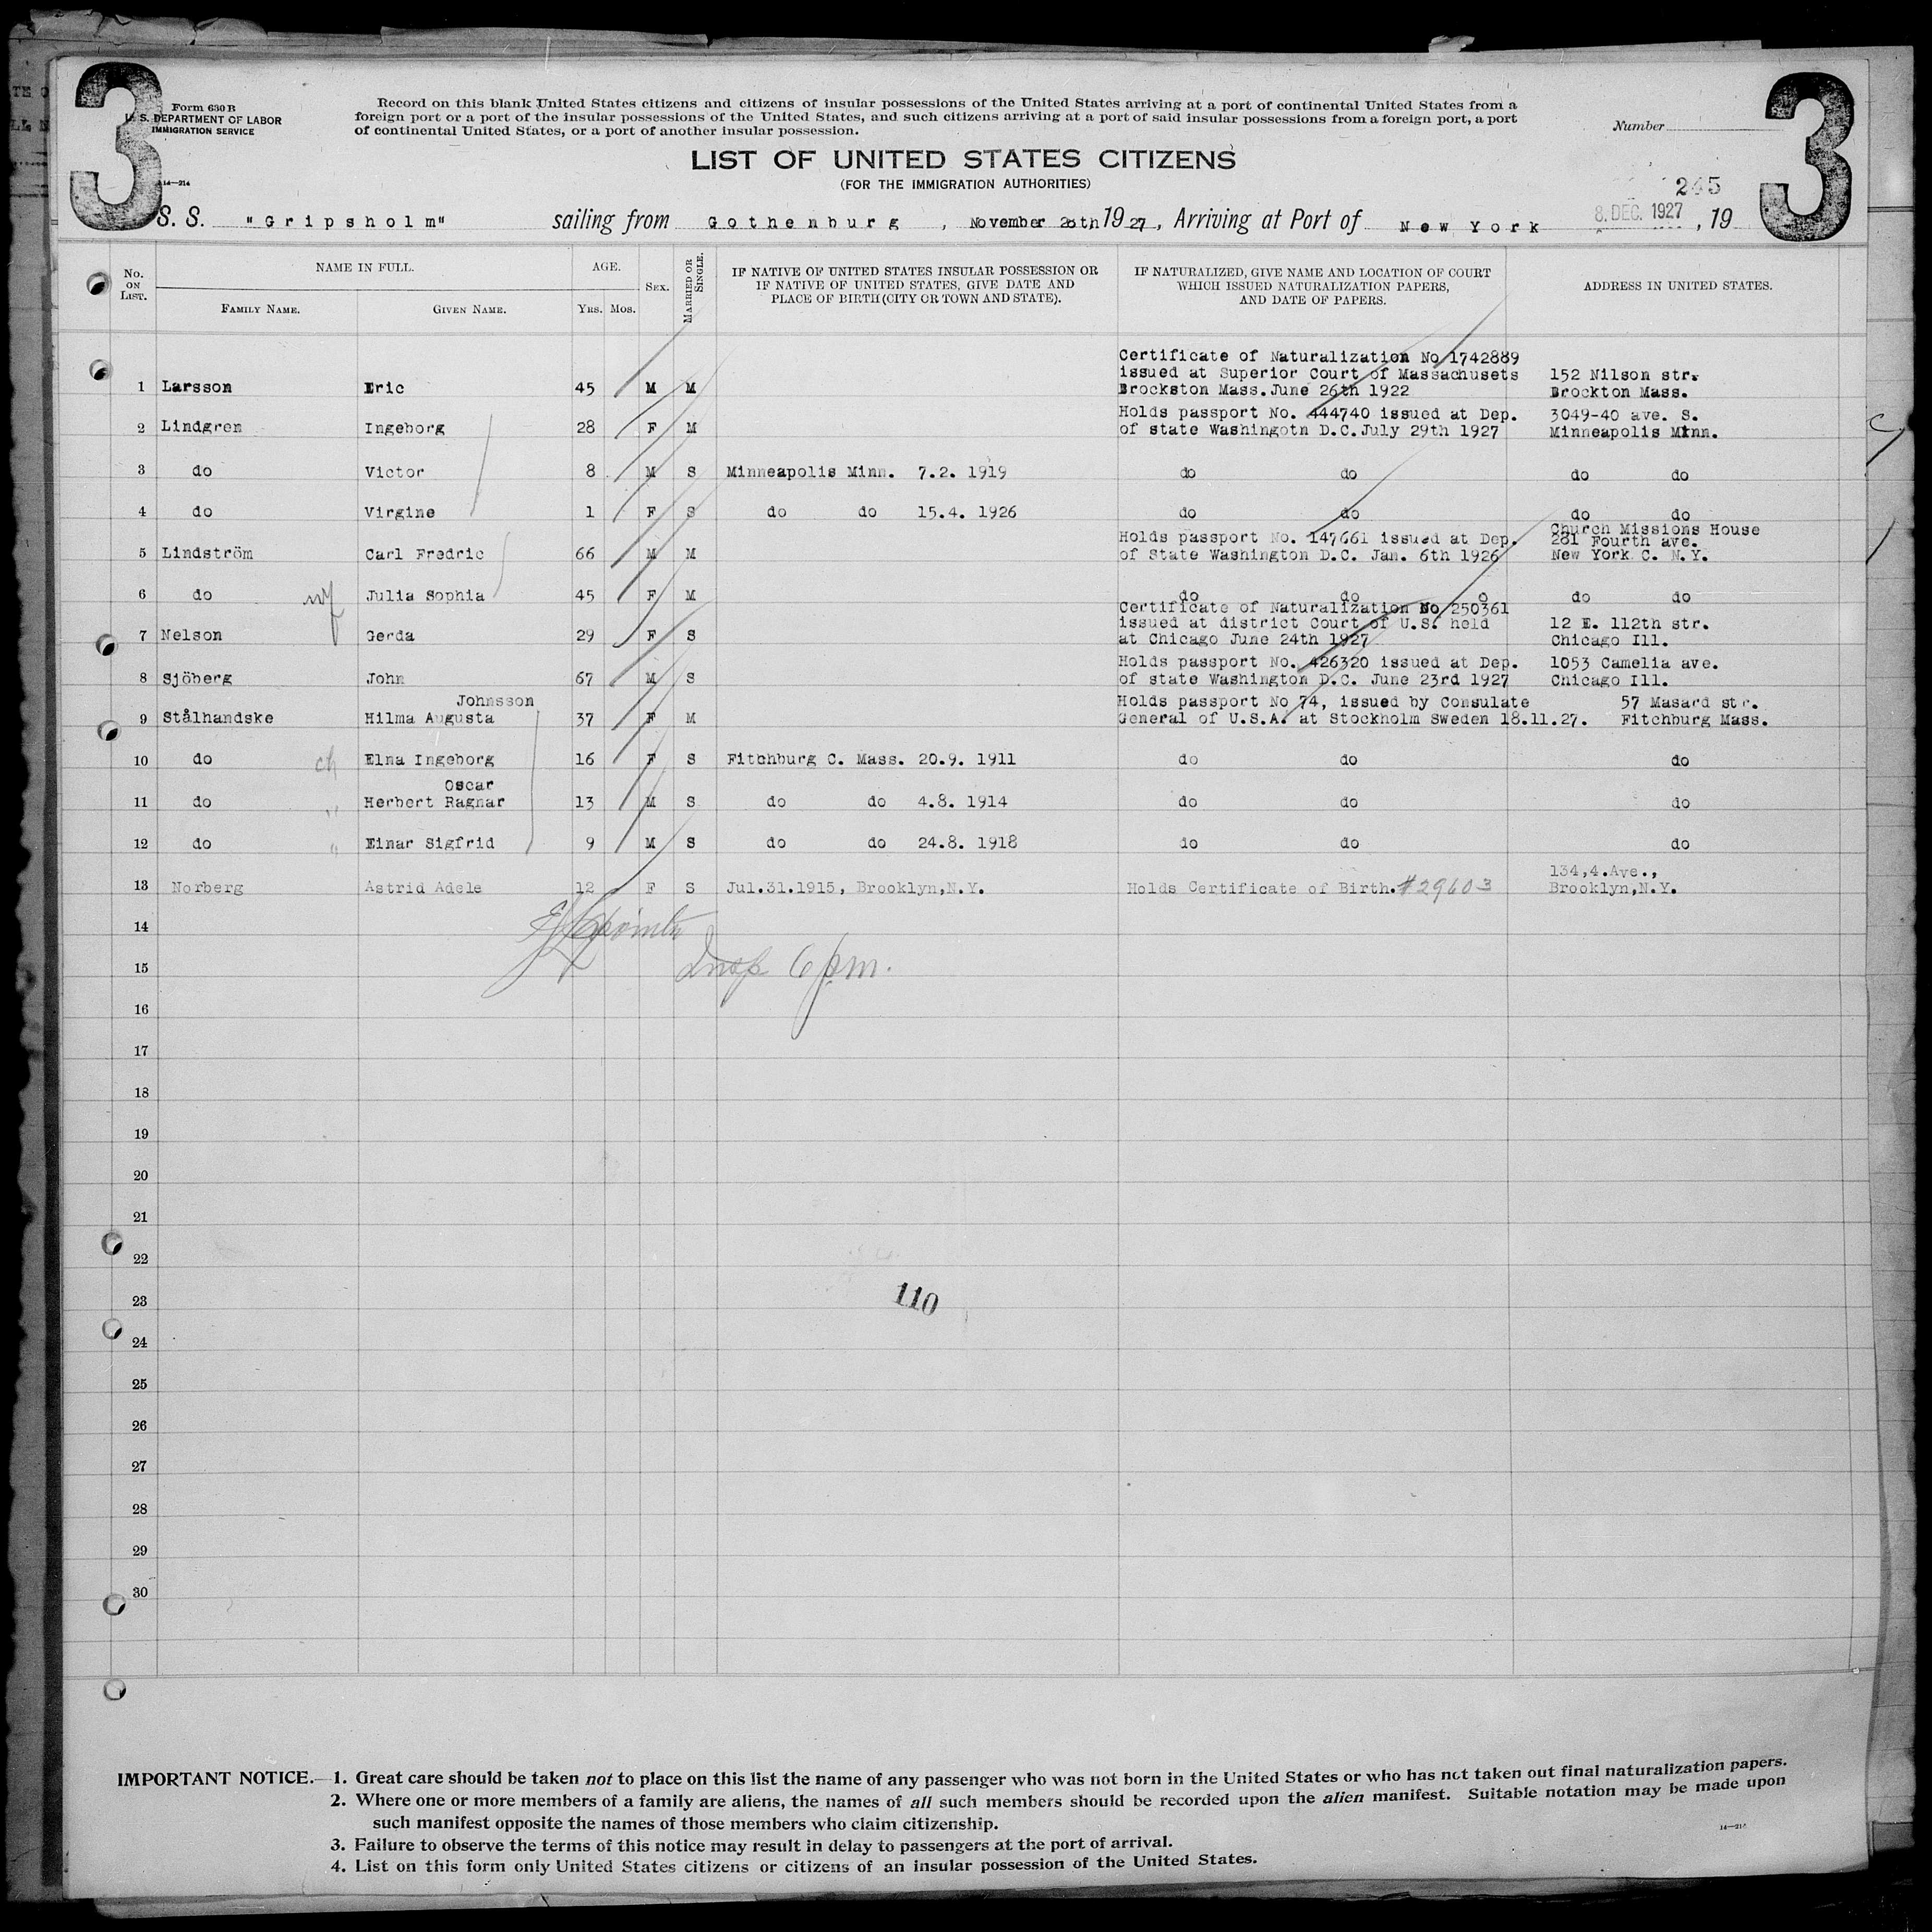 3
3
Form 630 B
U. S. DEPARTMENT OF LABOR
IMMIGRATION SERVICE
14—214
Record on this blank United States citizens and citizens of insular possessions of the United States arriving at a port of continental United States from a
foreign port or a port of the insular possessions of the United States, and such citizens arriving at a port of said insular possessions from a foreign port, a port
of continental United States, or a port of another insular possession.
Number
LIST OF UNITED STATES CITIZENS
(FOR THE IMMIGRATION AUTHORITIES)
S. S. "Gripsholm" sailing from Gothenburg, November 28th 1927, Arriving at Port of New York 8. DEC. 1927, 19
No. ON LIST.
NAME IN FULL.
FAMILY NAME. GIVEN NAME.
AGE.
YRS. MOS.
SEX.
MARRIED OR SINGLE.
IF NATIVE OF UNITED STATES INSULAR POSSESSION OR
IF NATIVE OF UNITED STATES, GIVE DATE AND
PLACE OF BIRTH (CITY OR TOWN AND STATE).
IF NATURALIZED, GIVE NAME AND LOCATION OF COURT
WHICH ISSUED NATURALIZATION PAPERS,
AND DATE OF PAPERS.
ADDRESS IN UNITED STATES.
Certificate of Naturalization No 1742889
issued at Superior Court of Massachusets 152 Nilson str.
1 Larsson Eric 45 M M Brockston Mass. June 26th 1922 Brockton Mass.
Holds passport No. 444740 issued at Dep. 3049-40 ave. S.
2 Lindgren Ingeborg 28 F M of state Washingotn D.C. July 29th 1927 Minneapolis Minn.
3 do Victor 8 M S Minneapolis Minn. 7.2. 1919 do do do do
4 do Virgine 1 F S do do 15.4. 1926 do do do do
Church Missions House
Holds passport No. 147661 issued at Dep. 281 Fourth ave.
5 Lindström Carl Fredric 66 M M of State Washington D.C. Jan. 6th 1926 New York C. N.Y.
6 do wf Julia Sophia 45 F M do do o do do
Certificate of Naturalization No 250361
issued at district Court of U.S. held 12 E. 112th str.
7 Nelson Gerda 29 F S at Chicago June 24th 1927 Chicago Ill.
Holds passport No. 426320 issued at Dep. 1053 Camelia ave.
8 Sjöberg John 67 M S of state Washington D.C. June 23rd 1927 Chicago Ill.
Johnsson Holds passport No 74, issued by Consulate 57 Masard str.
9 Stålhandske Hilma Augusta 37 F M General of U.S.A. at Stockholm Sweden 18.11.27. Fitchburg Mass.
10 do ch Elna Ingeborg 16 F S Fitchburg C. Mass. 20.9. 1911 do do do
Oscar
11 do " Herbert Ragnar 13 M S do do 4.8. 1914 do do do
12 do " Einar Sigfrid 9 M S do do 24.8. 1918 do do do
134,4.Ave.,
13 Norberg Astrid Adele 12 F S Jul.31.1915, Brooklyn,N.Y. Holds Certificate of Birth. #29603 Brooklyn,N.Y.
14
15 Insp 6 pm.
16
17
18
19
20
21
22
23 110
24
25
26
27
28
29
30
IMPORTANT NOTICE.—1. Great care should be taken not to place on this list the name of any passenger who was not born in the United States or who has not taken out final naturalization papers.
2. Where one or more members of a family are aliens, the names of all such members should be recorded upon the alien manifest. Suitable notation may be made upon
such manifest opposite the names of those members who claim citizenship.
14—214
3. Failure to observe the terms of this notice may result in delay to passengers at the port of arrival.
4. List on this form only United States citizens or citizens of an insular possession of the United States.